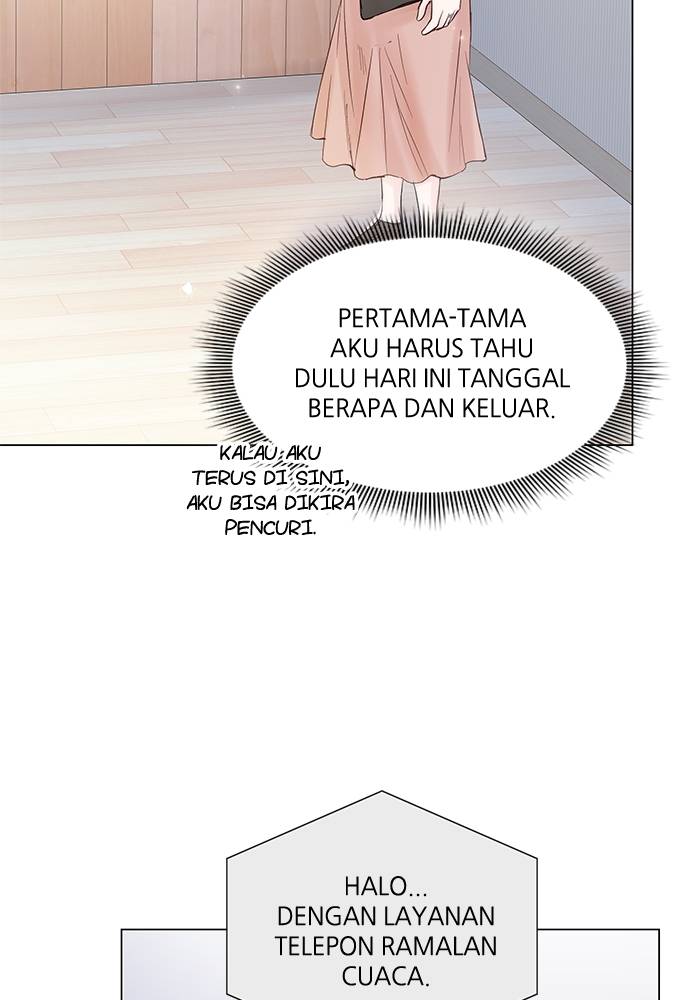 PERTAMA-TAMA
AKU HARUS TAHU
DULU HARI INI TANGGAL
BERAPA DAN KELUAR.
KALAU AKU
TERUS DI SINI,
AKU BISA DIKIRA
PENCURI.
HALO...
DENGAN LAYANAN
TELEPON RAMALAN
CUACA.